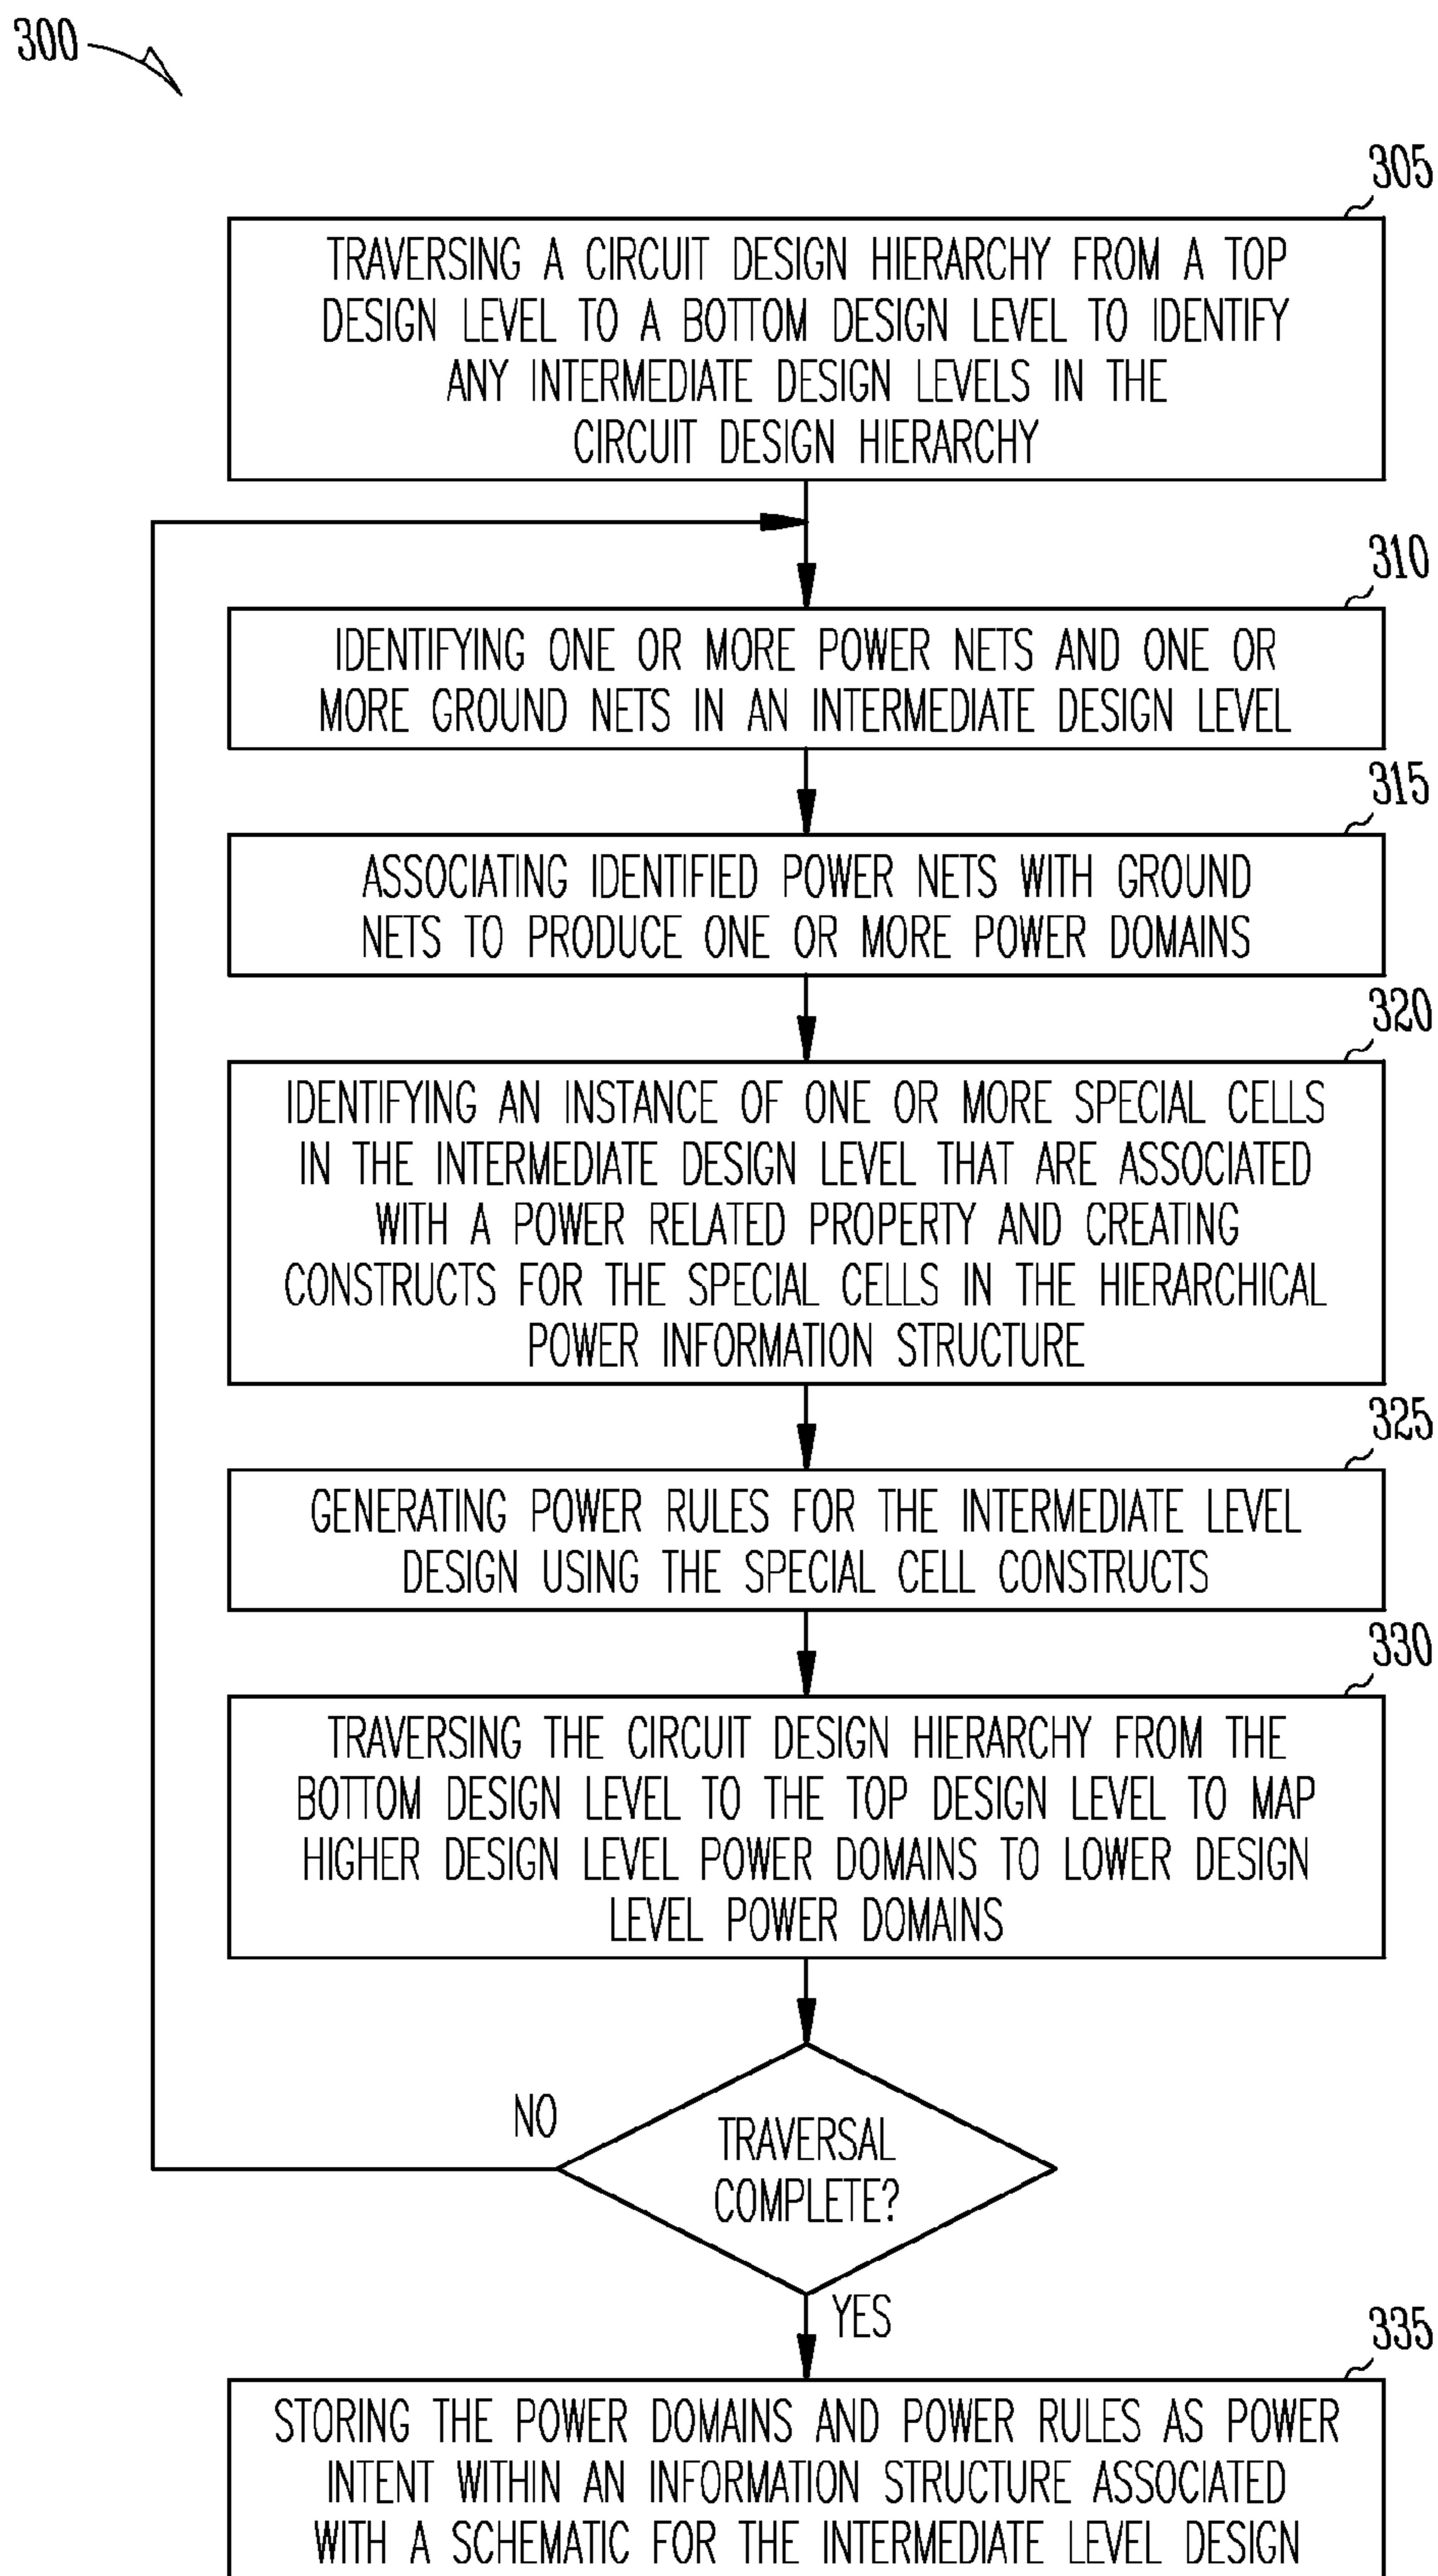 300
305
TRAVERSING A CIRCUIT DESIGN HIERARCHY FROM A TOP
DESIGN LEVEL TO A BOTTOM DESIGN LEVEL TO IDENTIFY
ANY INTERMEDIATE DESIGN LEVELS IN THE
CIRCUIT DESIGN HIERARCHY
310
IDENTIFYING ONE OR MORE POWER NETS AND ONE OR
MORE GROUND NETS IN AN INTERMEDIATE DESIGN LEVEL
315
ASSOCIATING IDENTIFIED POWER NETS WITH GROUND
NETS TO PRODUCE ONE OR MORE POWER DOMAINS
320
IDENTIFYING AN INSTANCE OF ONE OR MORE SPECIAL CELLS
IN THE INTERMEDIATE DESIGN LEVEL THAT ARE ASSOCIATED
WITH A POWER RELATED PROPERTY AND CREATING
CONSTRUCTS FOR THE SPECIAL CELLS IN THE HIERARCHICAL
POWER INFORMATION STRUCTURE
325
GENERATING POWER RULES FOR THE INTERMEDIATE LEVEL
DESIGN USING THE SPECIAL CELL CONSTRUCTS
330
TRAVERSING THE CIRCUIT DESIGN HIERARCHY FROM THE
BOTTOM DESIGN LEVEL TO THE TOP DESIGN LEVEL TO MAP
HIGHER DESIGN LEVEL POWER DOMAINS TO LOWER DESIGN
LEVEL POWER DOMAINS
NO
TRAVERSAL
COMPLETE?
YES
335
STORING THE POWER DOMAINS AND POWER RULES AS POWER
INTENT WITHIN AN INFORMATION STRUCTURE ASSOCIATED
WITH A SCHEMATIC FOR THE INTERMEDIATE LEVEL DESIGN